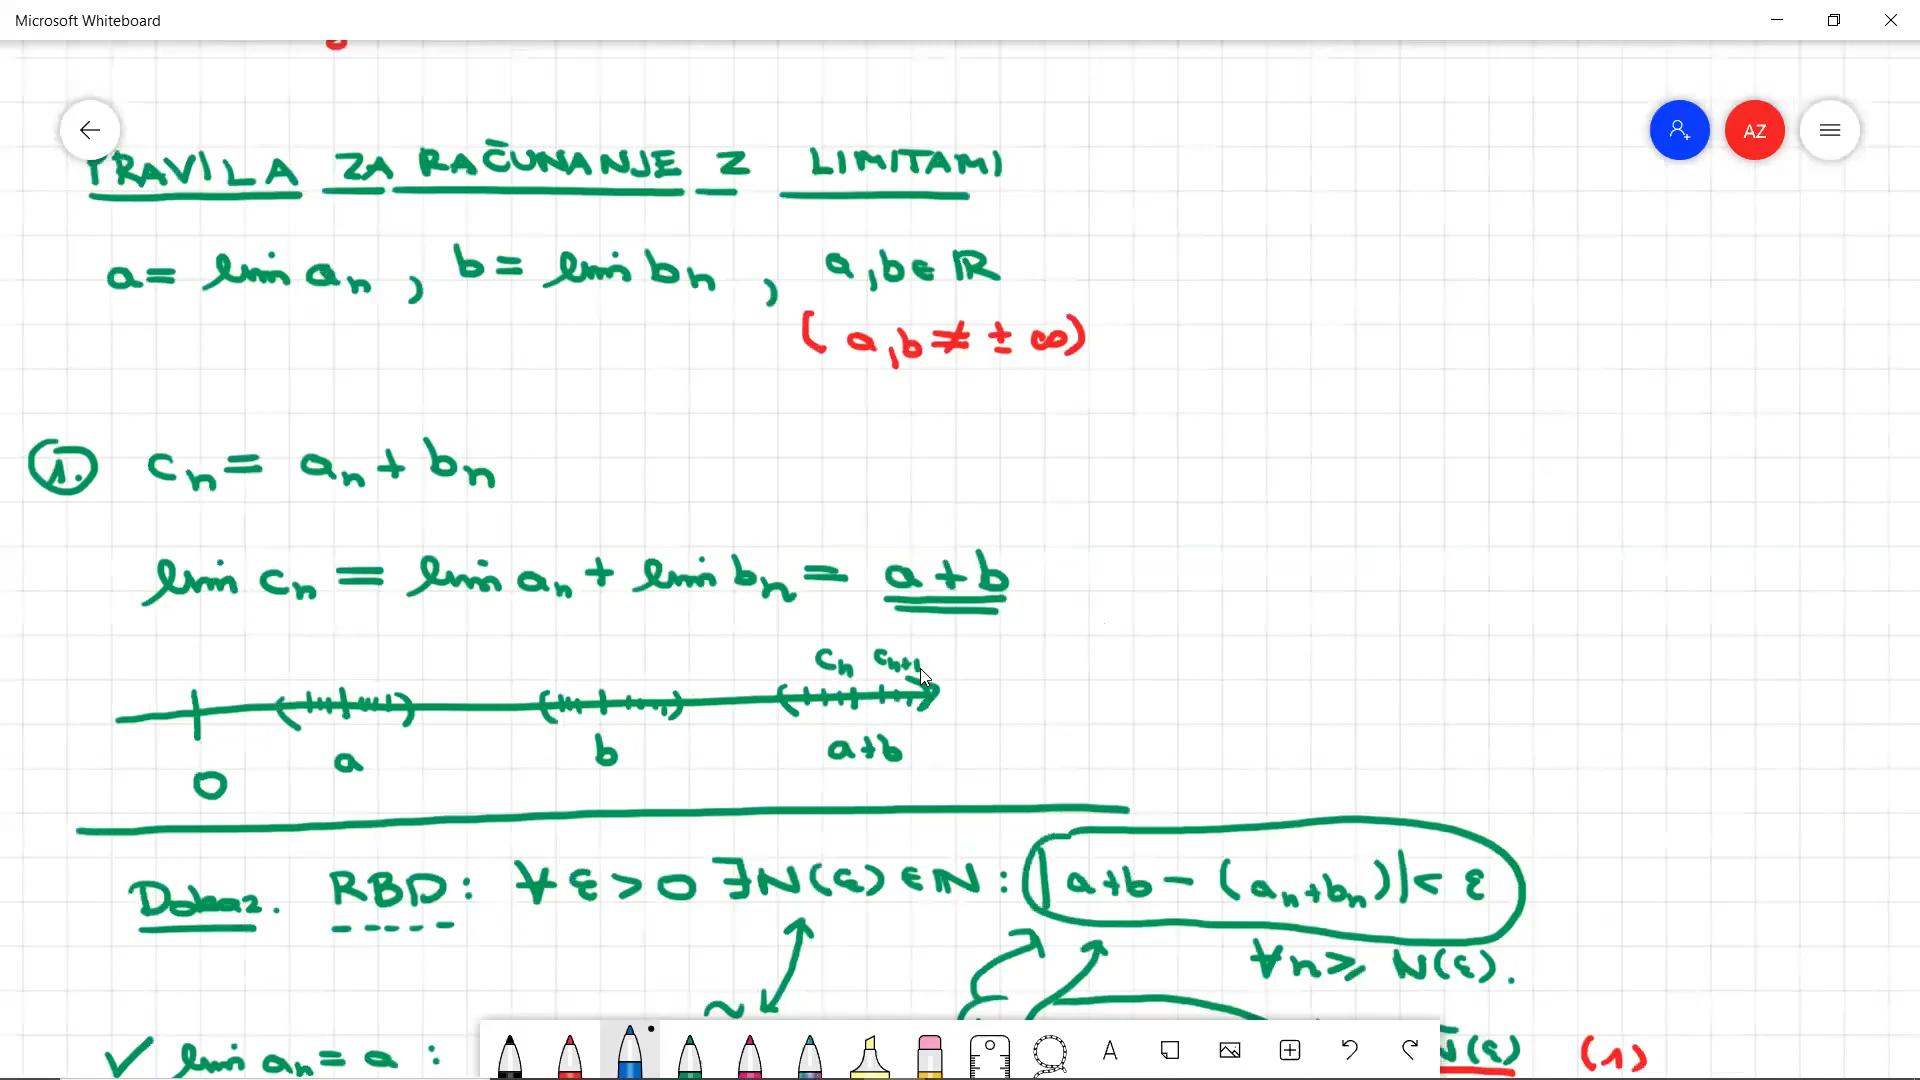 Microsoft Whiteboard
AZ
PRAVILA ZA RAČUNANJE Z LIMITAMI
a = lim aₙ , b = lim bₙ , a,b ∈ ℝ
(a,b ≠ ± ∞)
1. cₙ = aₙ + bₙ
lim cₙ = lim aₙ + lim bₙ = a + b
cₙ cₙ₊₁
a b a+b
0
Dokaz. RBD: ∀ ε > 0 ∃ N(ε) ∈ ℕ : |a+b - (aₙ+bₙ)| < ε
∀ n ≥ N(ε).
✓ lim aₙ = a :
(ε) (1)
A